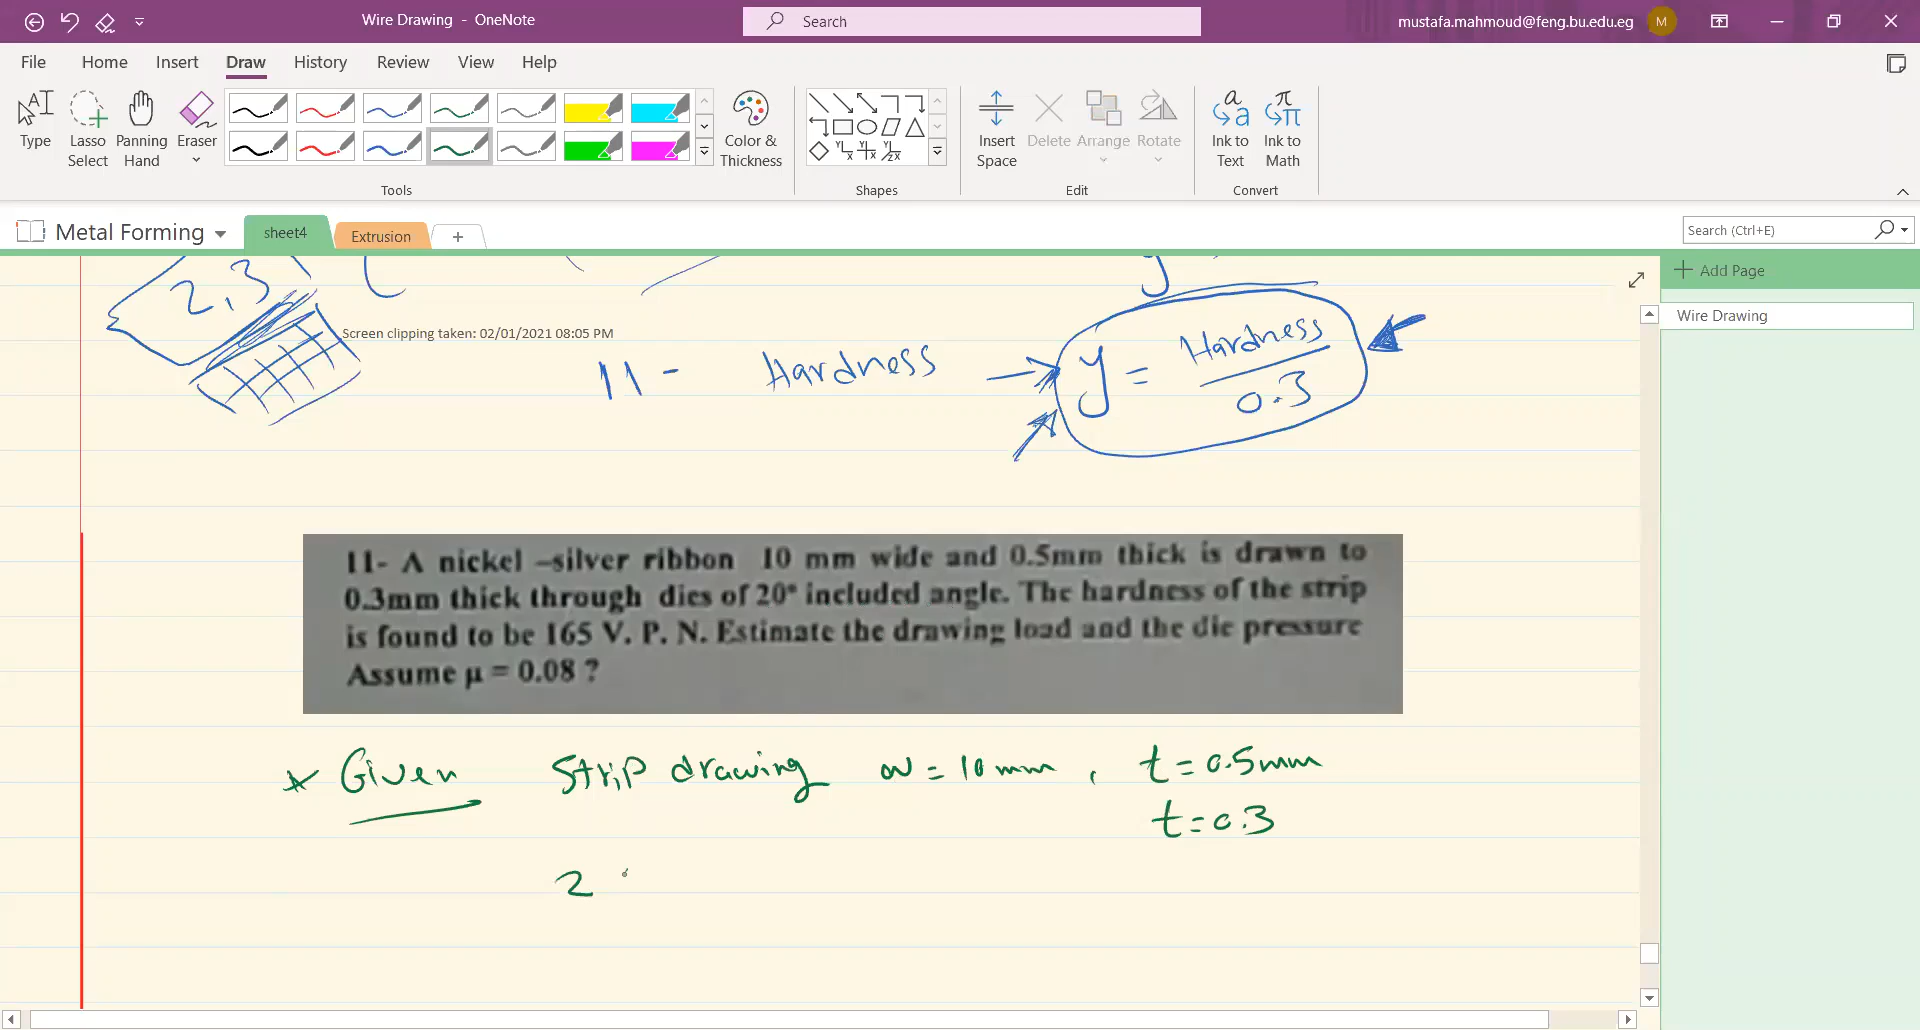 Wire Drawing - OneNote
Search
mustafa.mahmoud@feng.bu.edu.eg
M
File Home Insert Draw History Review View Help
Type
Lasso Select
Panning Hand
Eraser
Color & Thickness
Insert Space
Delete
Arrange
Rotate
Ink to Text
Ink to Math
Tools
Shapes
Edit
Convert
Metal Forming
sheet4
Extrusion
Search (Ctrl+E)
Add Page
Wire Drawing
2,3
y
Screen clipping taken: 02/01/2021 08:05 PM
11- Hardness → y = Hardness / 0.3
11- A nickel –silver ribbon 10 mm wide and 0.5mm thick is drawn to
0.3mm thick through dies of 20° included angle. The hardness of the strip
is found to be 165 V. P. N. Estimate the drawing load and the die pressure
Assume μ = 0.08 ?
* Given Strip drawing w = 10 mm , t = 0.5mm
t = 0.3
2